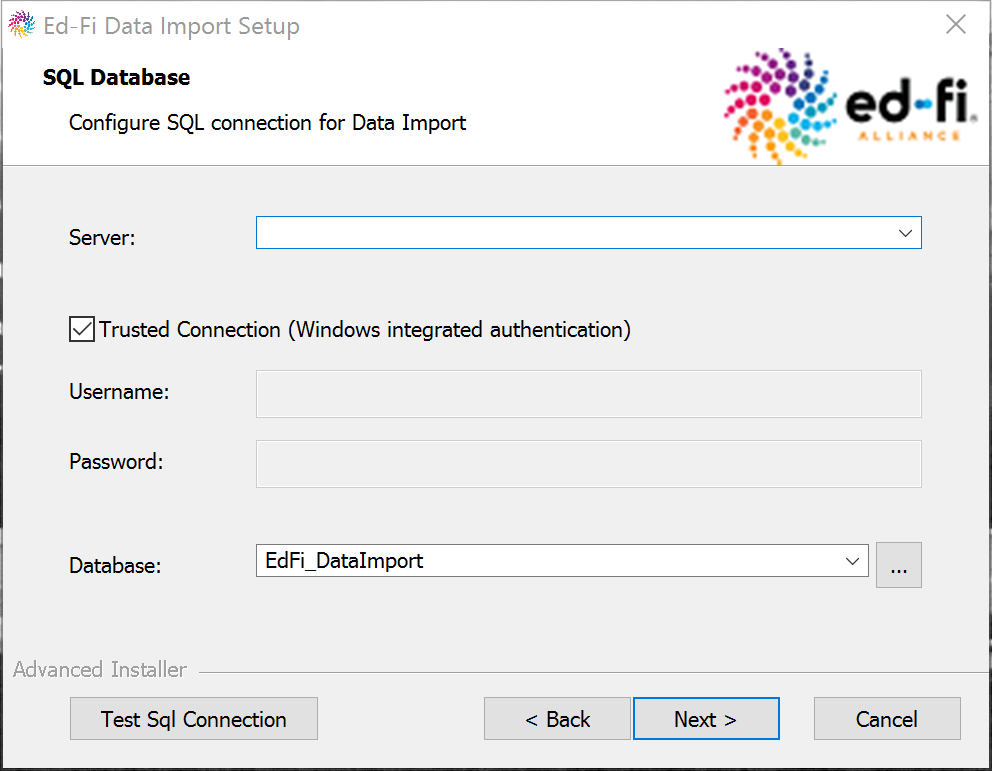 Ed-Fi Data Import Setup
SQL Database
Configure SQL connection for Data Import
ed-fi®
ALLIANCE
Server:
Trusted Connection (Windows integrated authentication)
Username:
Password:
Database: EdFi_DataImport ...
Advanced Installer
Test Sql Connection < Back Next > Cancel